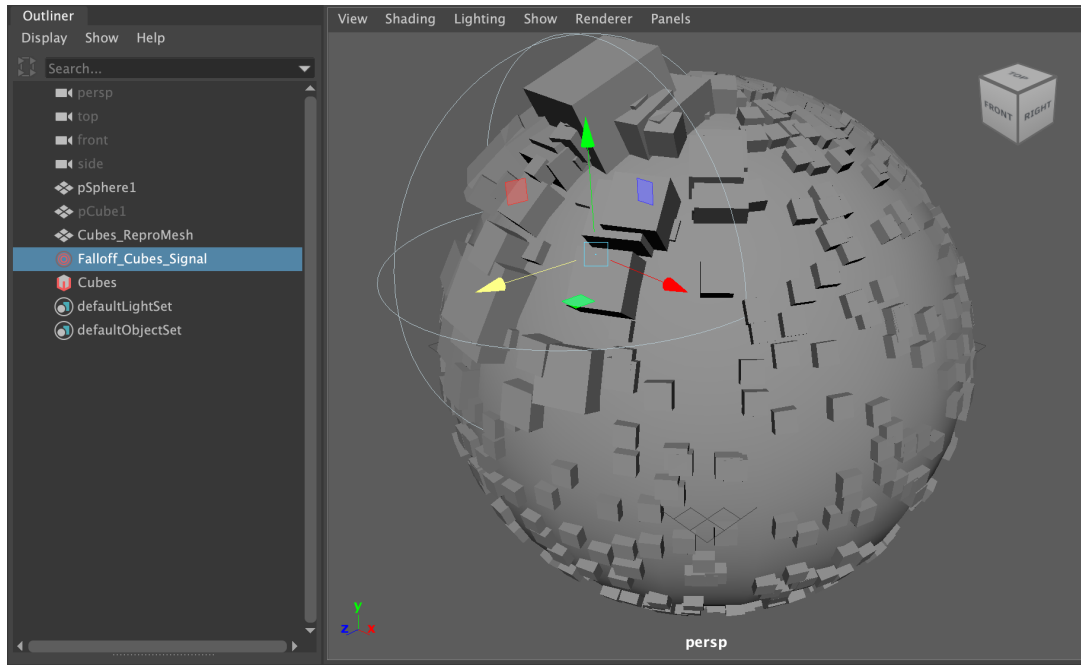 Outliner
Display Show Help
Search...
persp
top
front
side
pSphere1
pCube1
Cubes_ReproMesh
Falloff_Cubes_Signal
Cubes
defaultLightSet
defaultObjectSet
View Shading Lighting Show Renderer Panels
TOP
FRONT RIGHT
y
z x
persp